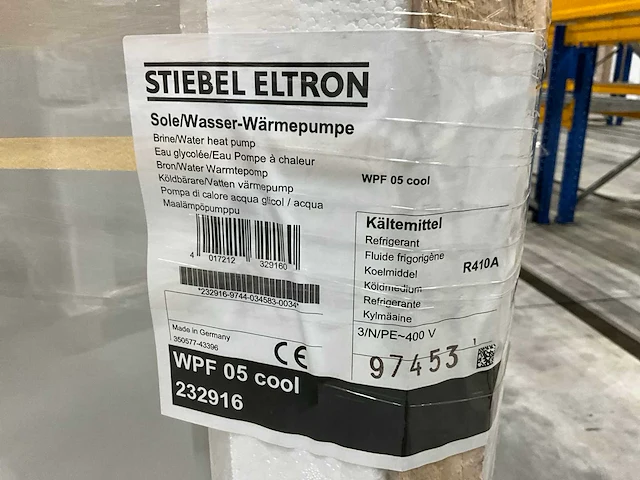 STIEBEL ELTRON
Sole/Wasser-Wärmepumpe
Brine/Water heat pump
Eau glycolée/Eau Pompe à chaleur
Bron/Water Warmtepomp
Köldbärare/Vatten värmepump
Pompa di calore acqua glicol / acqua
Maalämpöpumppu
WPF 05 cool
4 017212 329160
*232916-9744-034583-0034*
Kältemittel
Refrigerant
Fluide frigorigène
Koelmiddel
Köldmedium
Refrigerante
Kylmäaine
R410A
3/N/PE~400 V
Made in Germany
350577-43396
CE
97453
1
WPF 05 cool
232916